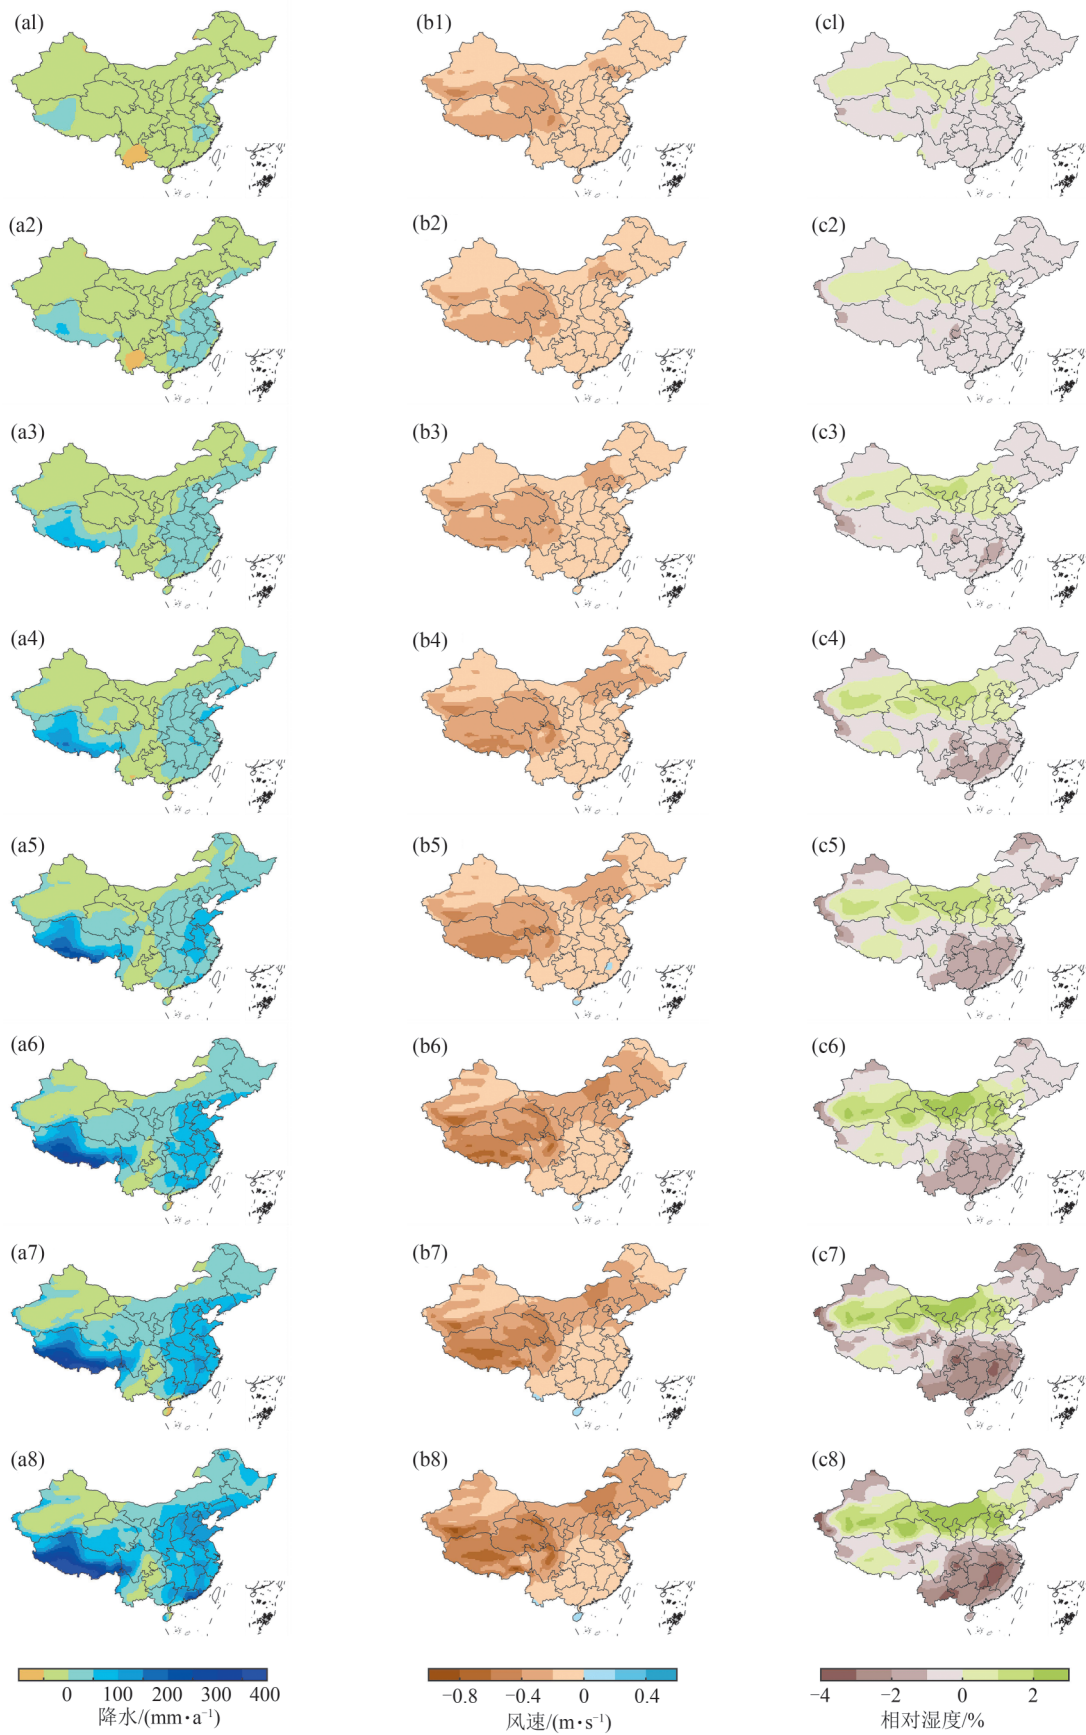 (a1) (b1) (c1)
(a2) (b2) (c2)
(a3) (b3) (c3)
(a4) (b4) (c4)
(a5) (b5) (c5)
(a6) (b6) (c6)
(a7) (b7) (c7)
(a8) (b8) (c8)
0 100 200 300 400
降水/(mm·a⁻¹)
−0.8 −0.4 0 0.4
风速/(m·s⁻¹)
−4 −2 0 2
相对湿度/%